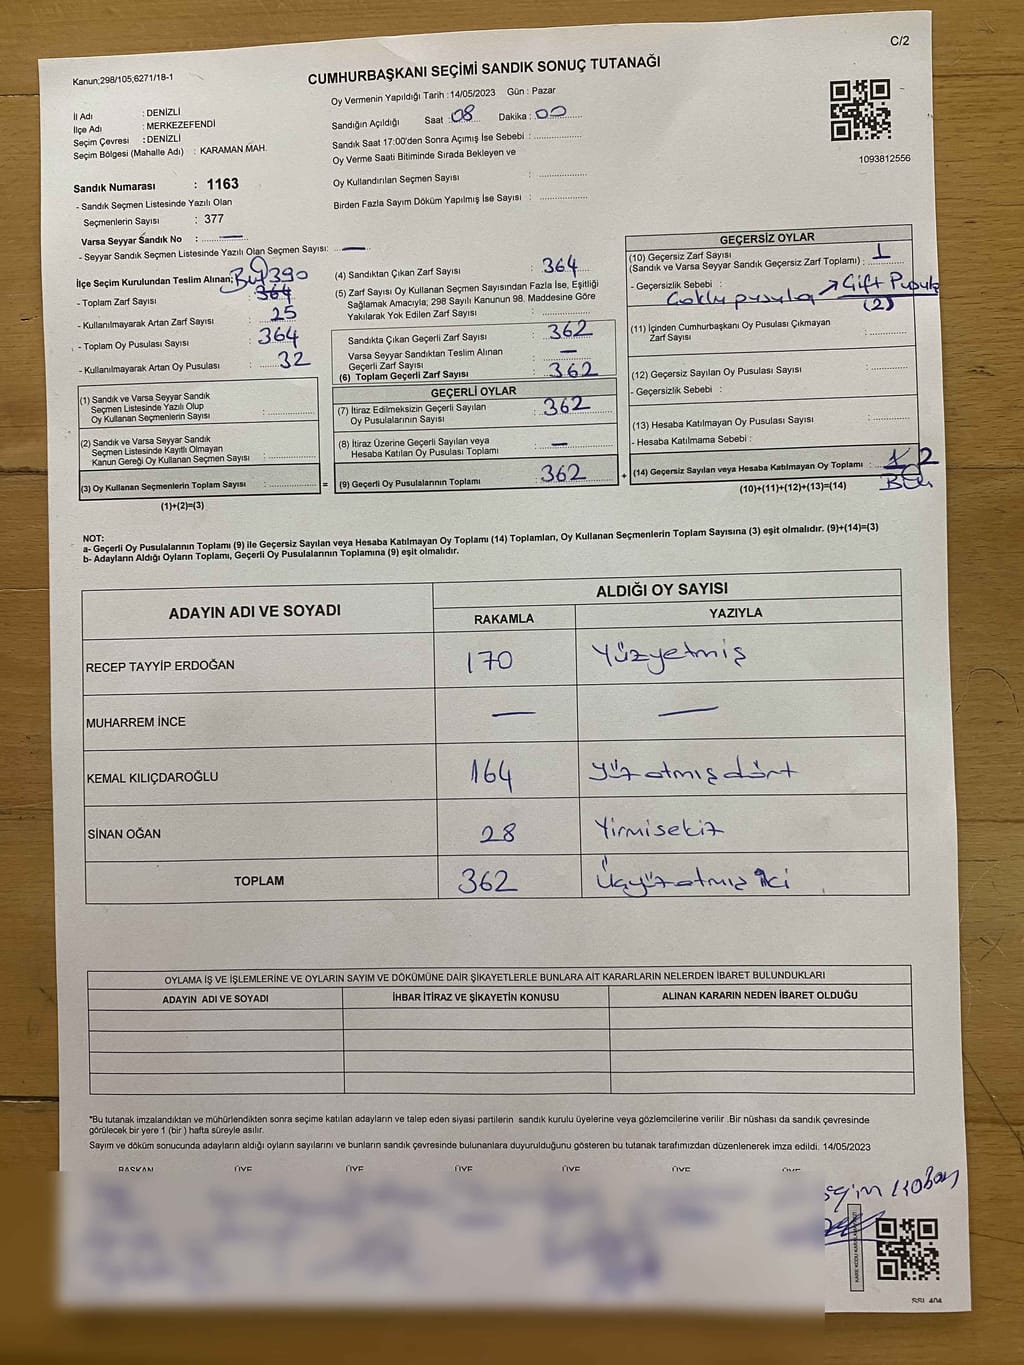 C/2
Kanun;298/105,6271/18-1
CUMHURBAŞKANI SEÇİMİ SANDIK SONUÇ TUTANAĞI
İl Adı : DENİZLİ
İlçe Adı : MERKEZEFENDİ
Seçim Çevresi : DENİZLİ
Seçim Bölgesi (Mahalle Adı) : KARAMAN MAH.
Sandık Numarası : 1163
- Sandık Seçmen Listesinde Yazılı Olan
Seçmenlerin Sayısı : 377
Varsa Seyyar Sandık No : —
- Seyyar Sandık Seçmen Listesinde Yazılı Olan Seçmen Sayısı: —
Oy Vermenin Yapıldığı Tarih :14/05/2023 Gün : Pazar
Sandığın Açıldığı Saat : 08 Dakika : 00
Sandık Saat 17:00'den Sonra Açımış İse Sebebi :
Oy Verme Saati Bitiminde Sırada Bekleyen ve
Oy Kullandırılan Seçmen Sayısı :
Birden Fazla Sayım Döküm Yapılmış İse Sayısı :
1093812556
İlçe Seçim Kurulundan Teslim Alınan; 390
- Toplam Zarf Sayısı : 364
- Kullanılmayarak Artan Zarf Sayısı : 25
- Toplam Oy Pusulası Sayısı : 364
- Kullanılmayarak Artan Oy Pusulası : 32
(1) Sandık ve Varsa Seyyar Sandık
Seçmen Listesinde Yazılı Olup
Oy Kullanan Seçmenlerin Sayısı :
(2) Sandık ve Varsa Seyyar Sandık
Seçmen Listesinde Kayıtlı Olmayan
Kanun Gereği Oy Kullanan Seçmen Sayısı :
(3) Oy Kullanan Seçmenlerin Toplam Sayısı : =
(1)+(2)=(3)
(4) Sandıktan Çıkan Zarf Sayısı : 364
(5) Zarf Sayısı Oy Kullanan Seçmen Sayısından Fazla İse, Eşitliği
Sağlamak Amacıyla; 298 Sayılı Kanunun 98. Maddesine Göre
Yakılarak Yok Edilen Zarf Sayısı :
Sandıkta Çıkan Geçerli Zarf Sayısı : 362
Varsa Seyyar Sandıktan Teslim Alınan
Geçerli Zarf Sayısı : —
(6) Toplam Geçerli Zarf Sayısı : 362
GEÇERLİ OYLAR
(7) İtiraz Edilmeksizin Geçerli Sayılan
Oy Pusulalarının Sayısı : 362
(8) İtiraz Üzerine Geçerli Sayılan veya
Hesaba Katılan Oy Pusulası Toplamı : —
(9) Geçerli Oy Pusulalarının Toplamı : 362 +
GEÇERSİZ OYLAR
(10) Geçersiz Zarf Sayısı
(Sandık ve Varsa Seyyar Sandık Geçersiz Zarf Toplamı) : 1
- Geçersizlik Sebebi : Çoklu pusula → Çift Pusula
(2)
(11) İçinden Cumhurbaşkanı Oy Pusulası Çıkmayan
Zarf Sayısı :
(12) Geçersiz Sayılan Oy Pusulası Sayısı :
- Geçersizlik Sebebi :
(13) Hesaba Katılmayan Oy Pusulası Sayısı :
- Hesaba Katılmama Sebebi :
(14) Geçersiz Sayılan veya Hesaba Katılmayan Oy Toplamı : 1 2
(10)+(11)+(12)+(13)=(14)
NOT:
a- Geçerli Oy Pusulalarının Toplamı (9) ile Geçersiz Sayılan veya Hesaba Katılmayan Oy Toplamı (14) Toplamları, Oy Kullanan Seçmenlerin Toplam Sayısına (3) eşit olmalıdır. (9)+(14)=(3)
b- Adayların Aldığı Oyların Toplamı, Geçerli Oy Pusulalarının Toplamına (9) eşit olmalıdır.
ADAYIN ADI VE SOYADI
ALDIĞI OY SAYISI
RAKAMLA YAZIYLA
RECEP TAYYİP ERDOĞAN 170 Yüzyetmiş
MUHARREM İNCE — —
KEMAL KILIÇDAROĞLU 164 Yüz atmışdört
SİNAN OĞAN 28 Yirmisekiz
TOPLAM 362 Üçyüzatmış iki
OYLAMA İŞ VE İŞLEMLERİNE VE OYLARIN SAYIM VE DÖKÜMÜNE DAİR ŞİKAYETLERLE BUNLARA AİT KARARLARIN NELERDEN İBARET BULUNDUKLARI
ADAYIN ADI VE SOYADI İHBAR İTİRAZ VE ŞİKAYETİN KONUSU ALINAN KARARIN NEDEN İBARET OLDUĞU
*Bu tutanak imzalandıktan ve mühürlendikten sonra seçime katılan adayların ve talep eden siyasi partilerin sandık kurulu üyelerine veya gözlemcilerine verilir .Bir nüshası da sandık çevresinde
görülecek bir yere 1 (bir ) hafta süreyle asılır.
Sayım ve döküm sonucunda adayların aldığı oyların sayılarını ve bunların sandık çevresinde bulunanlara duyurulduğunu gösteren bu tutanak tarafımızdan düzenlenerek imza edildi. 14/05/2023
BAŞKAN ÜYE ÜYE ÜYE ÜYE ÜYE ÜYE